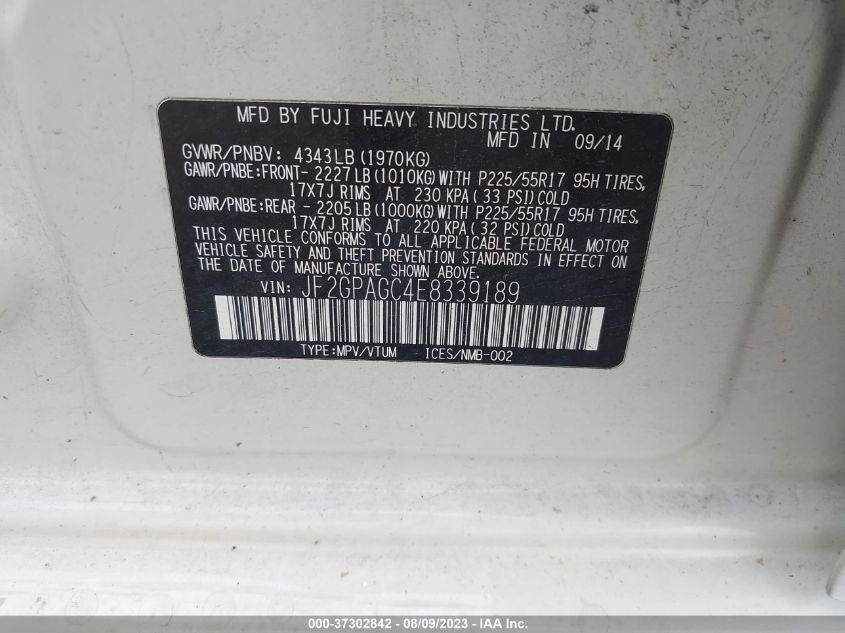 MFD BY FUJI HEAVY INDUSTRIES LTD.
MFD IN 09/14
GVWR/PNBV: 4343LB(1970KG)
GAWR/PNBE:FRONT- 2227LB(1010KG)WITH P225/55R17 95H TIRES,
17X7J RIMS AT 230 KPA(33 PSI)COLD
GAWR/PNBE:REAR - 2205LB(1000KG)WITH P225/55R17 95H TIRES,
17X7J RIMS AT 220 KPA(32 PSI)COLD
THIS VEHICLE CONFORMS TO ALL APPLICABLE FEDERAL MOTOR
VEHICLE SAFETY AND THEFT PREVENTION STANDARDS IN EFFECT ON
THE DATE OF MANUFACTURE SHOWN ABOVE.
VIN: JF2GPAGC4E8339189
TYPE:MPV/VTUM ICES/NMB-002
000-37302842 - 08/09/2023 - IAA Inc.